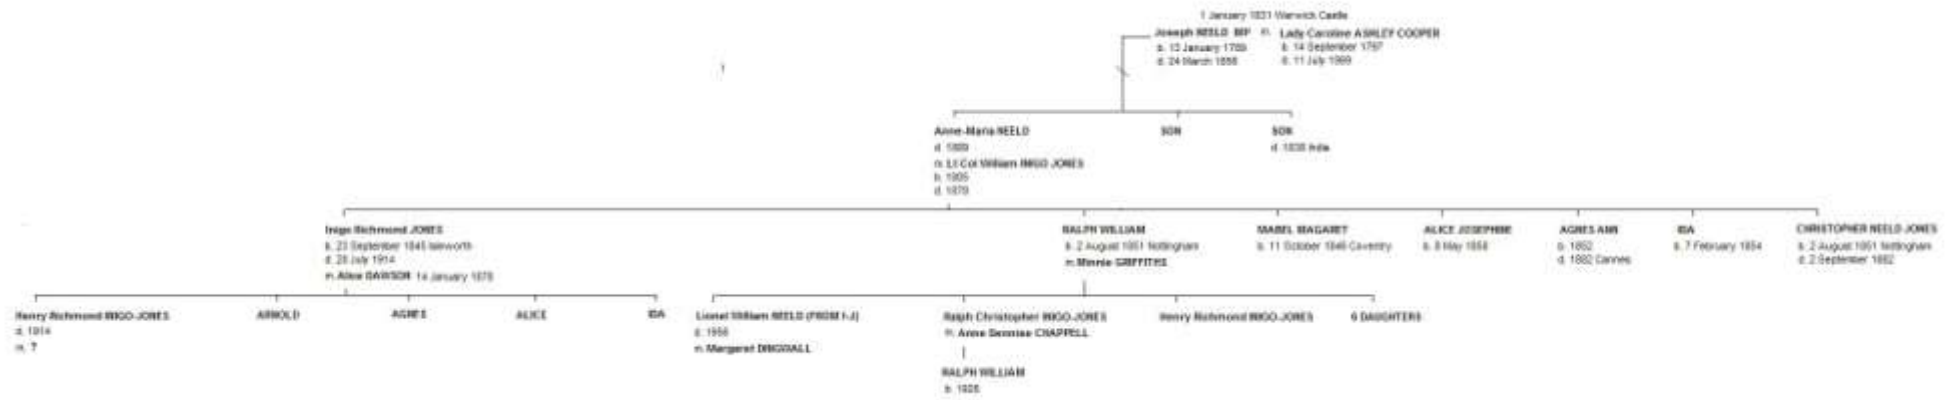 1 January 1831 Warwick Castle
Joseph NEELD MP m. Lady Caroline ASHLEY COOPER
b. 13 January 1789 b. 14 September 1797
d. 24 March 1856 d. 11 July 1869
Anne-Maria NEELD SON SON
d. 1838 India
m. Lt Col William INIGO JONES
Inigo Richmond JONES
b. 23 September 1845 Isleworth
d. 28 July 1914
m. Alice DAWSON 14 January 1875
RALPH WILLIAM
b. 2 August 1851 Nottingham
m. Minnie GRIFFITHS
MABEL MAGARET
b. 11 October 1846 Coventry
ALICE JOSEPHINE
b. 8 May 1858
AGNES ANN
b. 1852
d. 1882 Cannes
IDA
b. 7 February 1854
CHRISTOPHER NEELD JONES
b. 2 August 1851 Nottingham
d. 2 September 1882
Henry Richmond INIGO-JONES
d. 1914
m. ?
ARNOLD
AGNES
ALICE
IDA
Lionel William NEELD (FROM I-J)
d. 1956
m. Margaret DINGWALL
Ralph Christopher INIGO-JONES
m. Anne Dennise CHAPPELL
RALPH WILLIAM
b. 1928
Henry Richmond INIGO-JONES
6 DAUGHTERS